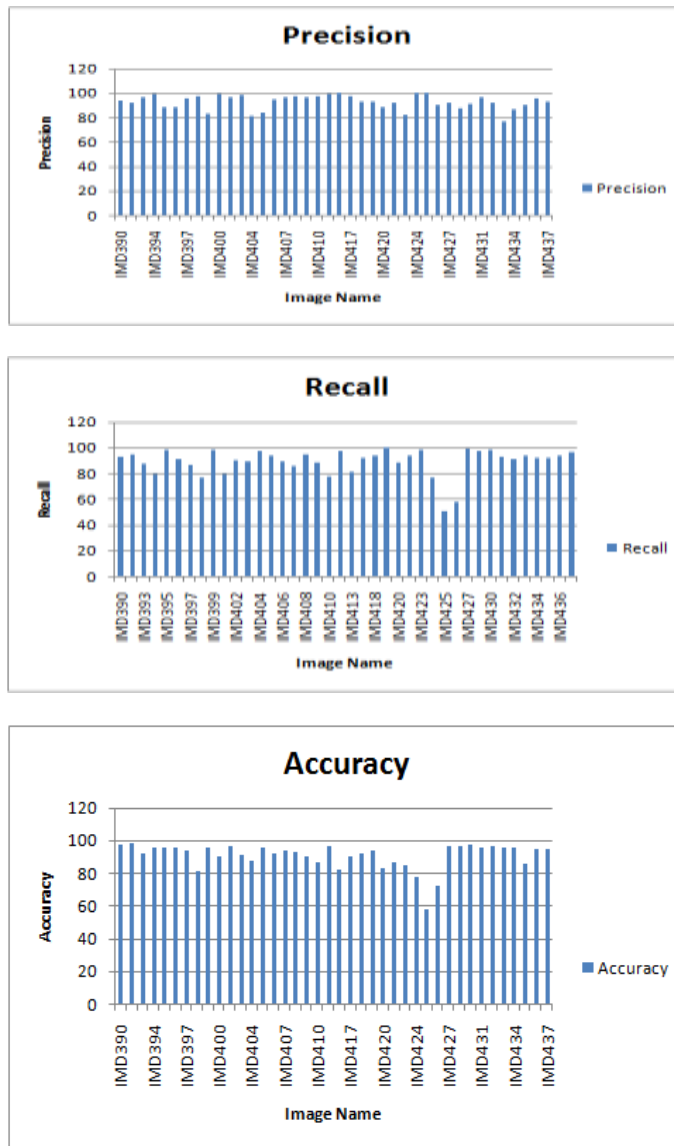 Precision
120
100
80
60
40
20
0
Precision
IMD390
IMD394
IMD397
IMD400
IMD404
IMD407
IMD410
IMD417
IMD420
IMD424
IMD427
IMD431
IMD434
IMD437
Image Name
Precision
Recall
120
100
80
60
40
20
0
Recall
IMD390
IMD393
IMD395
IMD397
IMD399
IMD402
IMD404
IMD406
IMD408
IMD410
IMD413
IMD418
IMD420
IMD423
IMD425
IMD427
IMD430
IMD432
IMD434
IMD436
Image Name
Recall
Accuracy
120
100
80
60
40
20
0
Accuracy
IMD390
IMD394
IMD397
IMD400
IMD404
IMD407
IMD410
IMD417
IMD420
IMD424
IMD427
IMD431
IMD434
IMD437
Image Name
Accuracy